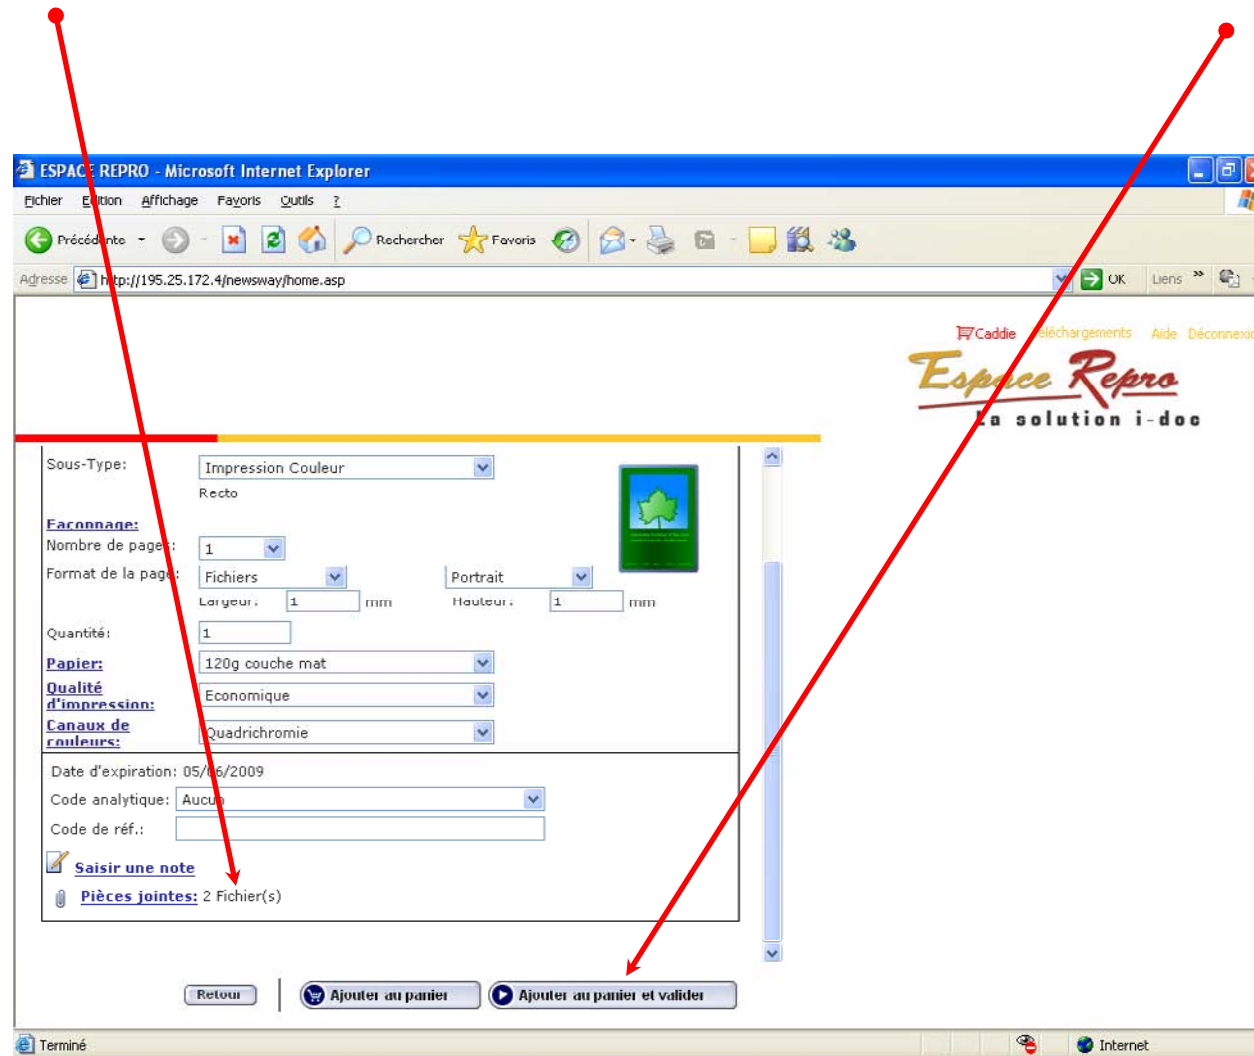 ESPACE REPRO - Microsoft Internet Explorer
Fichier Edition Affichage Favoris Outils ?
Précédente Rechercher Favoris
Adresse http://195.25.172.4/newsway/home.asp OK Liens »
Caddie Téléchargements Aide Déconnexio
Espace Repro
La solution i-doc
Sous-Type: Impression Couleur
Recto
Façonnage:
Nombre de pages: 1
Format de la page: Fichiers Portrait
Largeur: 1 mm Hauteur: 1 mm
Quantité: 1
Papier: 120g couche mat
Qualité
d'impression: Economique
Canaux de
couleurs: Quadrichromie
Date d'expiration: 05/06/2009
Code analytique: Aucun
Code de réf.:
Saisir une note
Pièces jointes: 2 Fichier(s)
Retour Ajouter au panier Ajouter au panier et valider
Terminé Internet